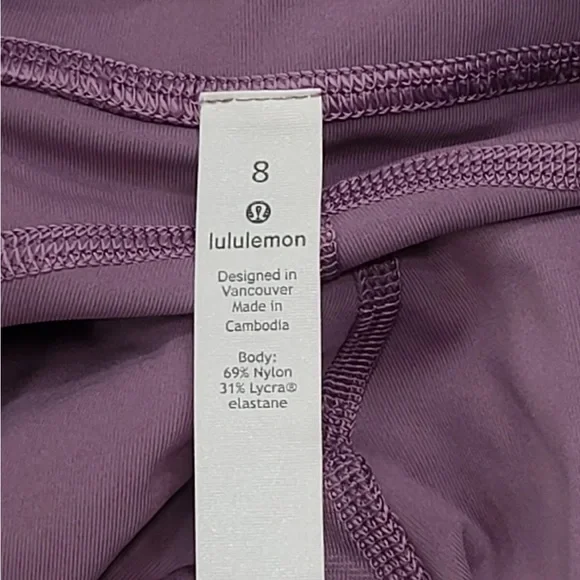 8
lululemon
Designed in
Vancouver
Made in
Cambodia
Body:
69% Nylon
31% Lycra®
elastane